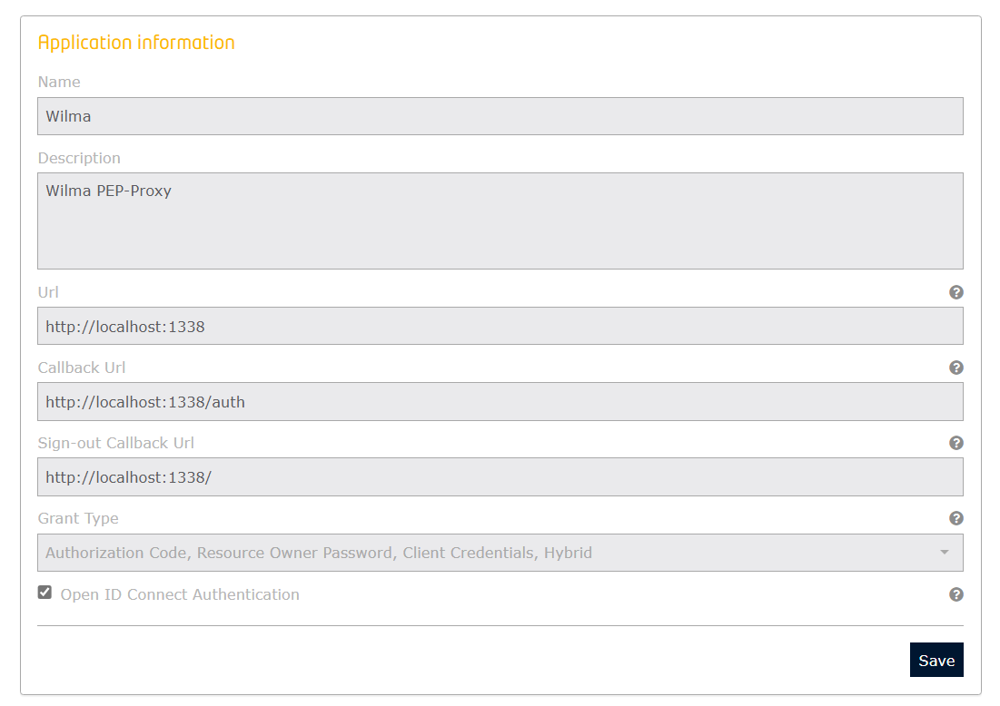 Application information
Name
Wilma
Description
Wilma PEP-Proxy
Url
http://localhost:1338
Callback Url
http://localhost:1338/auth
Sign-out Callback Url
http://localhost:1338/
Grant Type
Authorization Code, Resource Owner Password, Client Credentials, Hybrid
Open ID Connect Authentication
Save